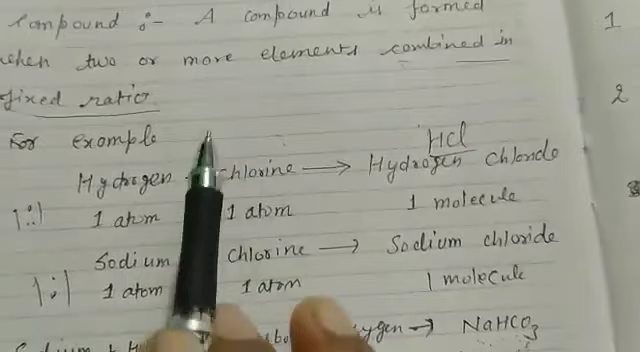 Compound :- A compound is formed
when two or more elements combined in
fixed ratio
For example
HCl
Hydrogen Chlorine → Hydrogen Chloride
1:1 1 atom 1 atom 1 molecule
Sodium chlorine → Sodium chloride
1:1 1 atom 1 atom 1 molecule
Sodium + → NaHCO3
1
2